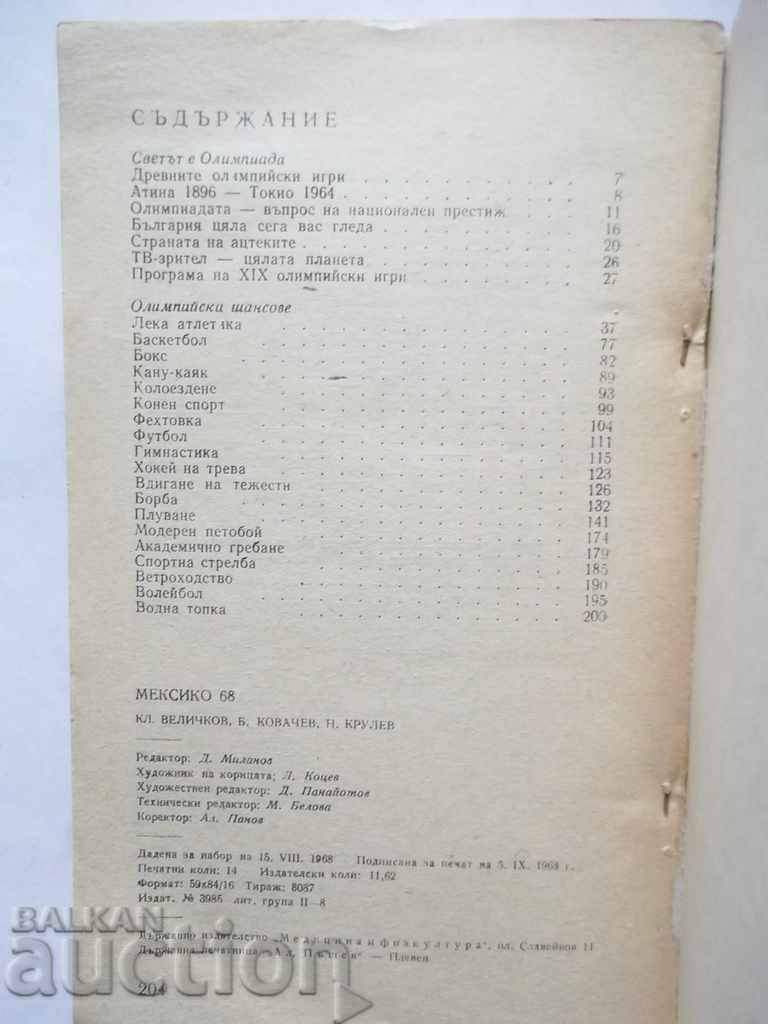 СЪДЪРЖАНИЕ
Светът е Олимпиада
Древните олимпийски игри . . . . . . . . . . 7
Атина 1896 — Токио 1964 . . . . . . . . . . 8
Олимпиадата — въпрос на национален престиж . . . . 11
България цяла сега вас гледа . . . . . . . . . 16
Страната на ацтеките . . . . . . . . . . . . 20
ТВ-зрител — цялата планета . . . . . . . . . 26
Програма на XIX олимпийски игри . . . . . . . 27
Олимпийски шансове
Лека атлетика . . . . . . . . . . . . 37
Баскетбол . . . . . . . . . . . . 77
Бокс . . . . . . . . . . . . 82
Кану-каяк . . . . . . . . . . . . 89
Колоездене . . . . . . . . . . . . 93
Конен спорт . . . . . . . . . . . . 99
Фехтовка . . . . . . . . . . . . 104
Футбол . . . . . . . . . . . . 111
Гимнастика . . . . . . . . . . . . 115
Хокей на трева . . . . . . . . . . . . 123
Вдигане на тежести . . . . . . . . . . . 126
Борба . . . . . . . . . . . . 132
Плуване . . . . . . . . . . . . 141
Модерен петобой . . . . . . . . . . . 174
Академично гребане . . . . . . . . . . . 179
Спортна стрелба . . . . . . . . . . . 185
Ветроходство . . . . . . . . . . . 190
Волейбол . . . . . . . . . . . . 195
Водна топка . . . . . . . . . . . . 200
МЕКСИКО 68
КЛ. ВЕЛИЧКОВ, Б. КОВАЧЕВ, Н. КРУЛЕВ
Редактор: Д. Миланов
Художник на корицата: Л. Коцев
Художествен редактор: Д. Панайотов
Технически редактор: М. Белова
Коректор: Ал. Панов
Дадена за набор на 15. VIII. 1968 Подписана за печат на 5. IX. 1968 г.
Печатни коли: 14 Издателски коли: 11,62
Формат: 59х84/16 Тираж: 8087
Издат. № 3985 лит. група II—8
Държавно издателство „Медицина и физкултура", пл. Славейков 11
Държавна печатница — Плевен
204
BALKAN
auction